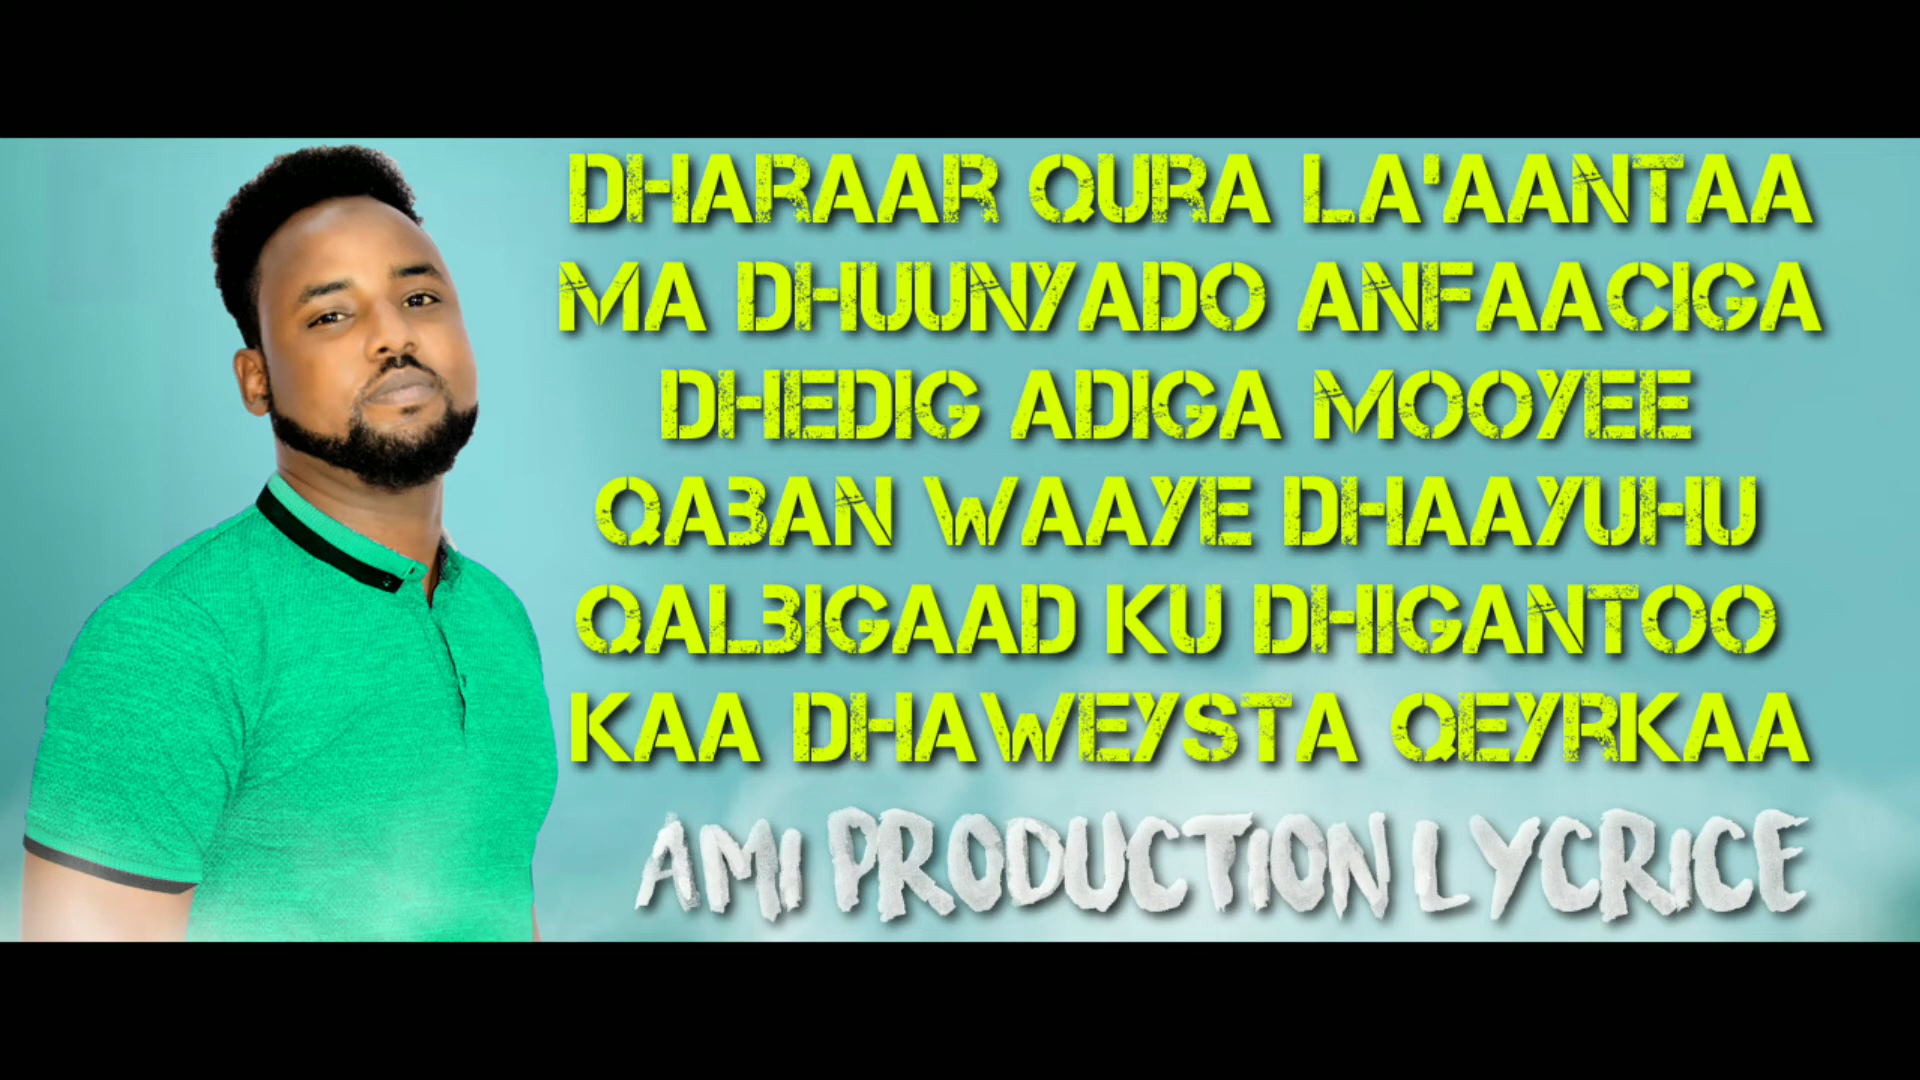 DHARAAR QURA LA'AANTAA
MA DHUUNYADO ANFAACIGA
DHEDIG ADIGA MOOYEE
QABAN WAAYE DHAAYUHU
QALBIGAAD KU DHIGANTOO
KAA DHAWEYSTA QEYRKAA
AMI PRODUCTION LYCRICE